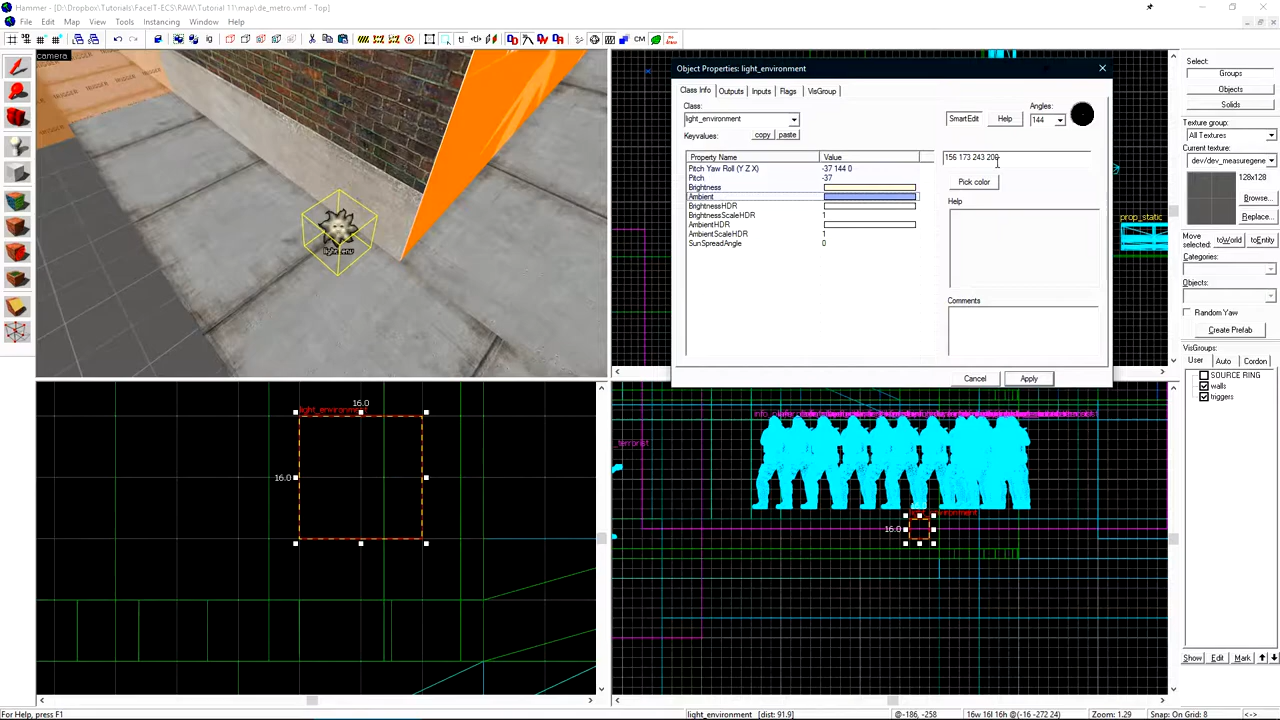 Hammer - [D:\Dropbox\Tutorials\FaceIT-ECS\RAW\Tutorial 11\map\de_metro.vmf - Top]
File Edit Map View Tools Instancing Window Help
camera
light_env
Object Properties: light_environment
Class Info Outputs Inputs Flags VisGroup
Class:
light_environment
SmartEdit Help
Angles:
144
Keyvalues: copy paste
Property Name Value
Pitch Yaw Roll (Y Z X) -37 144 0
Pitch -37
Brightness
Ambient
BrightnessHDR
BrightnessScaleHDR 1
AmbientHDR
AmbientScaleHDR 1
SunSpreadAngle 0
156 173 243 200
Pick color
Help
Comments
Cancel Apply
prop_static
Select:
Groups
Objects
Solids
Texture group:
All Textures
Current texture:
dev/dev_measuregene
128x128
Browse...
Replace...
Move selected: toWorld toEntity
Categories:
Objects:
Random Yaw
Create Prefab
VisGroups:
User Auto Cordon
SOURCE RING
walls
triggers
Show Edit Mark
16.0
light_environment
16.0
_terrorist
16.0
light_environment
For Help, press F1
light_environment [dist: 91.9]
@-186, -258
16w 16l 16h @(-16 -272 24)
Zoom: 1.29
Snap: On Grid: 8
<->